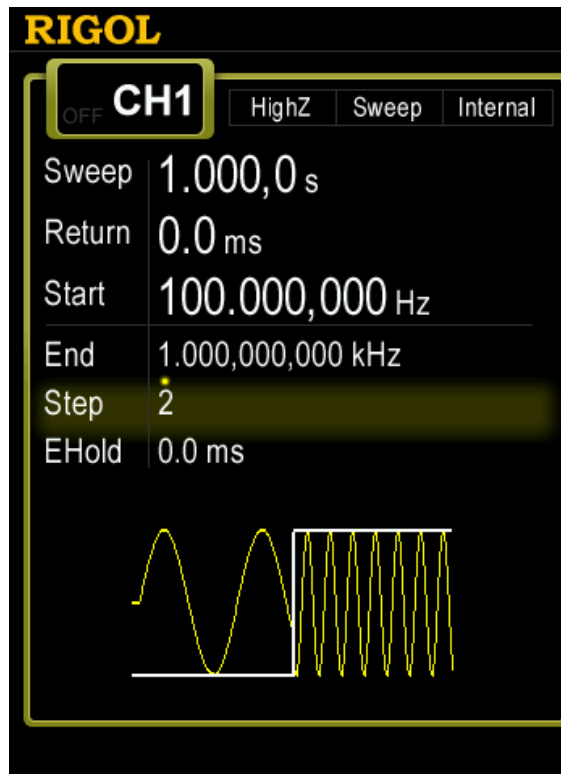 RIGOL
OFF CH1 HighZ Sweep Internal
Sweep 1.000,0 s
Return 0.0 ms
Start 100.000,000 Hz
End 1.000,000,000 kHz
Step 2
EHold 0.0 ms